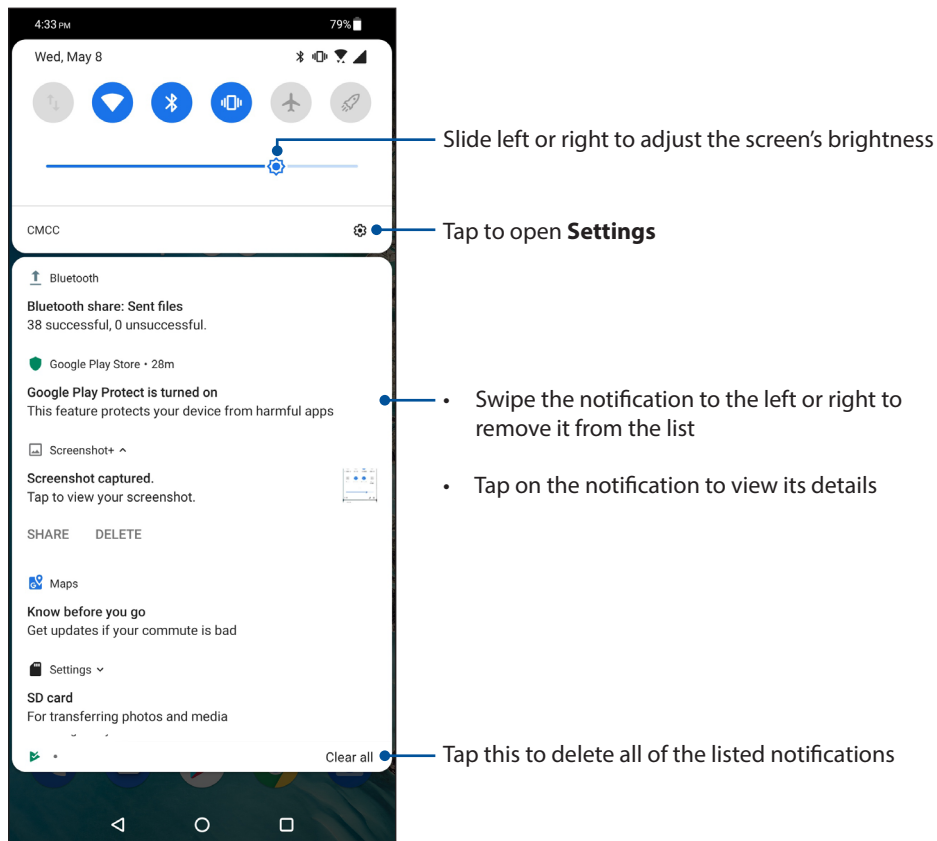 4:33 PM 79%
Wed, May 8
Slide left or right to adjust the screen's brightness
CMCC
Tap to open Settings
Bluetooth
Bluetooth share: Sent files
38 successful, 0 unsuccessful.
Google Play Store • 28m
Google Play Protect is turned on
This feature protects your device from harmful apps
• Swipe the notification to the left or right to
remove it from the list
Screenshot+
Screenshot captured.
Tap to view your screenshot.
• Tap on the notification to view its details
SHARE DELETE
Maps
Know before you go
Get updates if your commute is bad
Settings
SD card
For transferring photos and media
Clear all
Tap this to delete all of the listed notifications